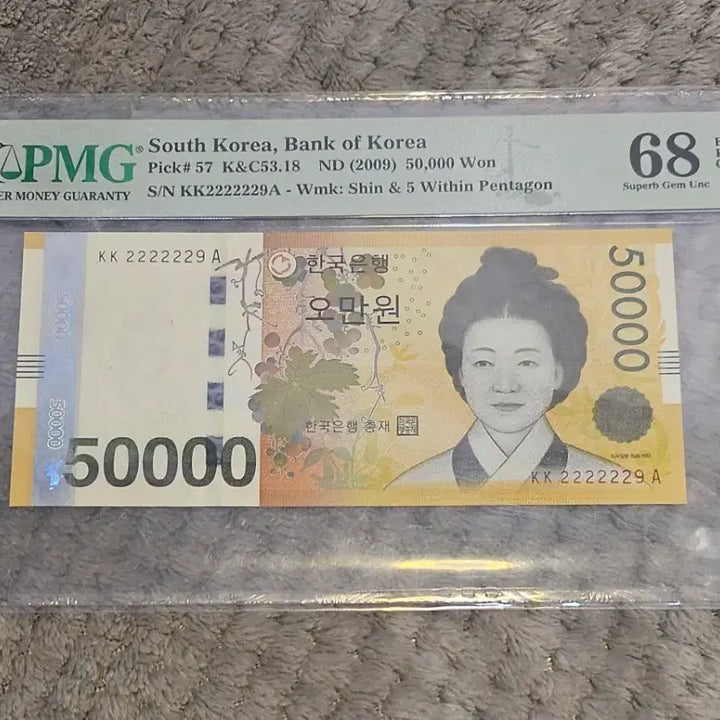 PMG
ER MONEY GUARANTY
South Korea, Bank of Korea
Pick# 57 K&C53.18 ND (2009) 50,000 Won
S/N KK2222229A - Wmk: Shin & 5 Within Pentagon
68
Superb Gem Unc
KK 2222229 A
한국은행
오만원
50000
50000
50000
한국은행 총재
50000
KK 2222229 A